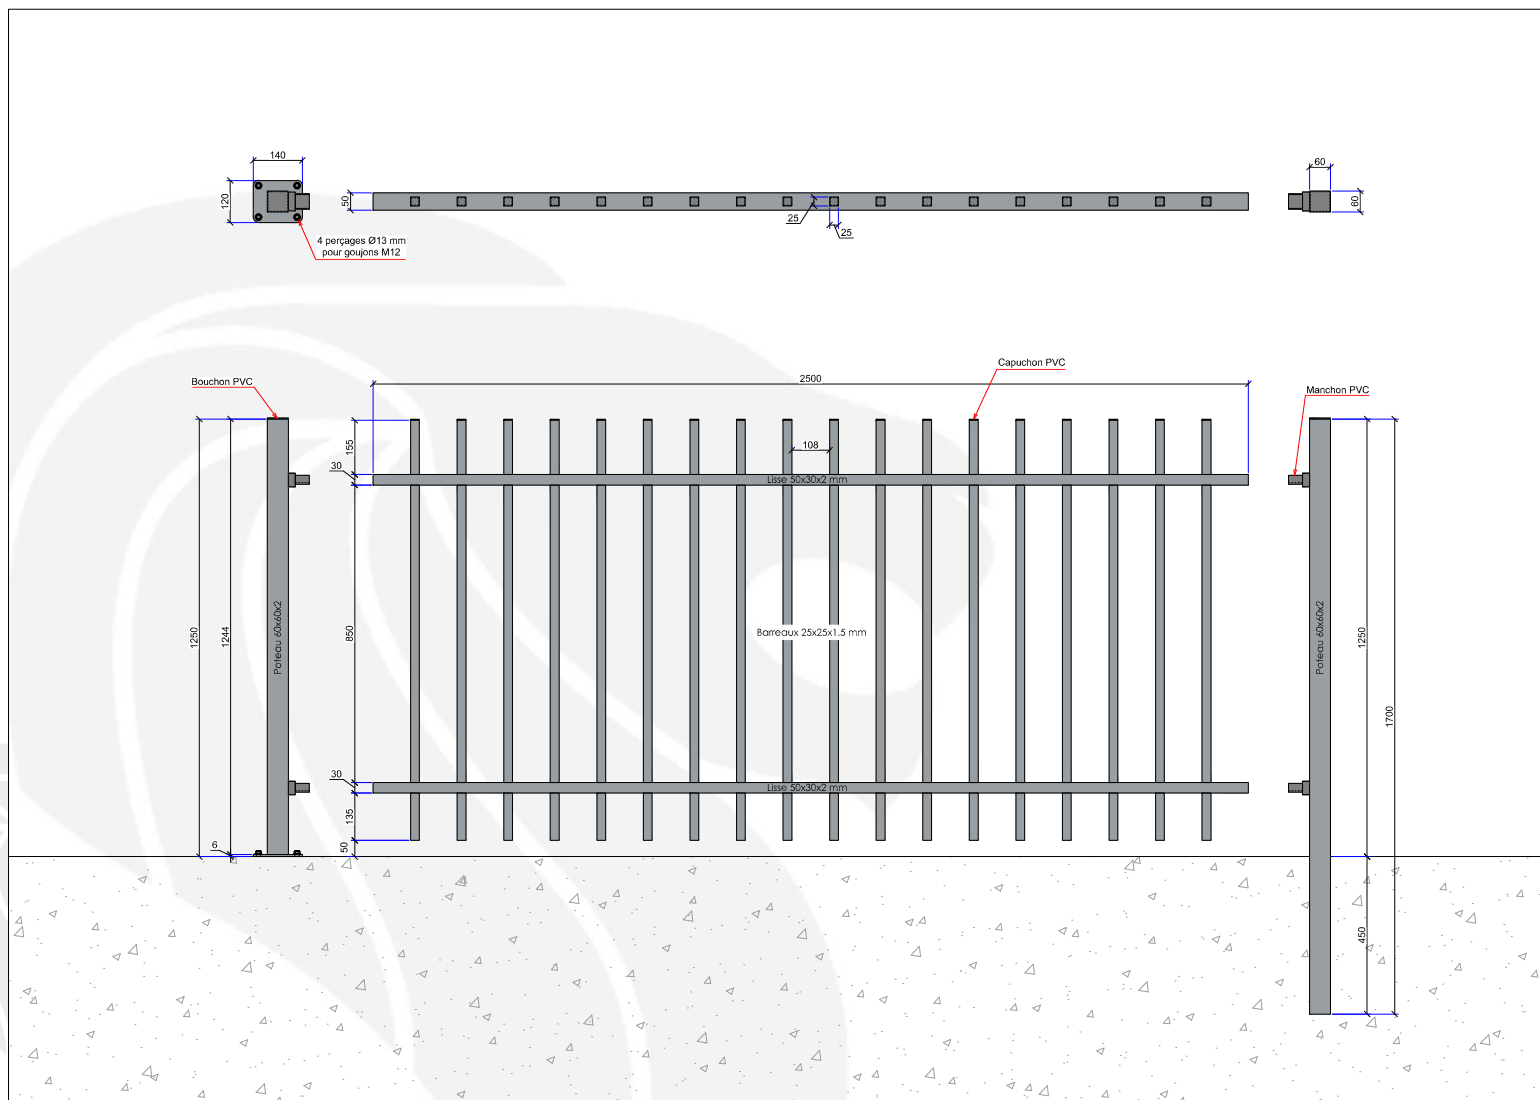 140
120
4 perçages Ø13 mm
pour goujons M12
50
25
25
60
60
Bouchon PVC
2500
Capuchon PVC
Manchon PVC
155
30
108
Lisse 50x30x2 mm
1250
1244
Poteau 60x60x2
850
Barreaux 25x25x1.5 mm
Poteau 60x60x2
1250
1700
30
Lisse 50x30x2 mm
135
6
50
450